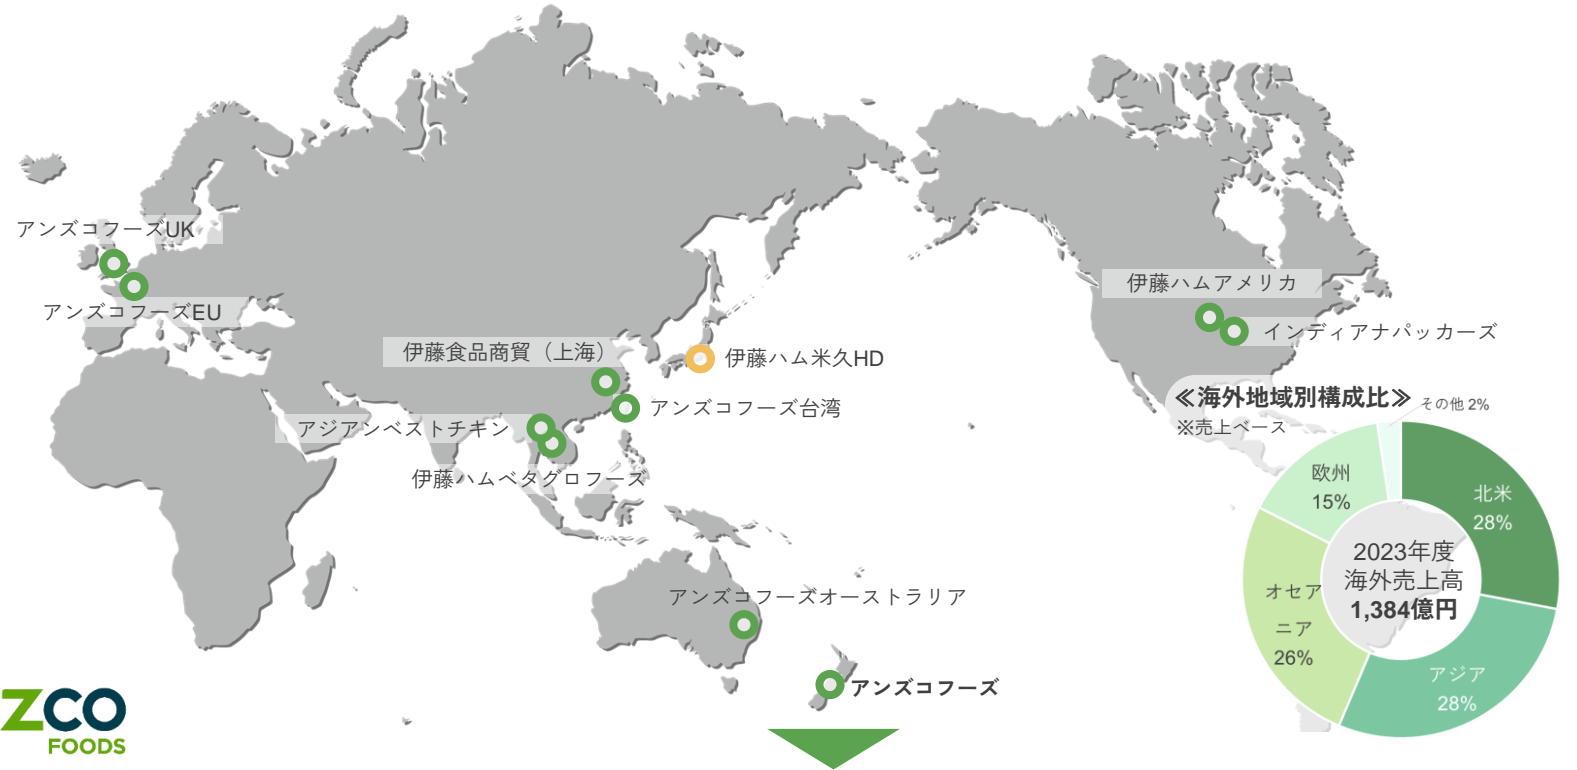 アンズコフーズUK
アンズコフーズEU
伊藤ハムアメリカ
インディアナパッカーズ
伊藤食品商貿（上海）
伊藤ハム米久HD
アンズコフーズ台湾
アジアンベストチキン
伊藤ハムベタグロフーズ
アンズコフーズオーストラリア
アンズコフーズ
≪海外地域別構成比≫
※売上ベース
その他 2%
欧州
15%
北米
28%
2023年度
海外売上高
1,384億円
オセア
ニア
26%
アジア
28%
ZCO
FOODS